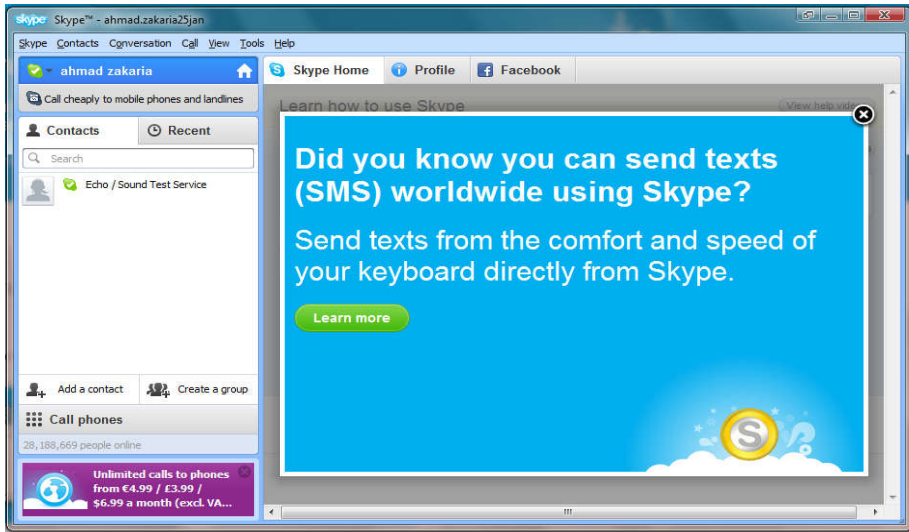 skype Skype™ - ahmad.zakaria25jan
Skype Contacts Conversation Call View Tools Help
ahmad zakaria
Call cheaply to mobile phones and landlines
Contacts Recent
Search
Echo / Sound Test Service
Add a contact Create a group
Call phones
28,188,669 people online
Unlimited calls to phones
from €4.99 / £3.99 /
$6.99 a month (excl. VA...
Skype Home Profile Facebook
Learn how to use Skype View help video
Did you know you can send texts
(SMS) worldwide using Skype?
Send texts from the comfort and speed of
your keyboard directly from Skype.
Learn more